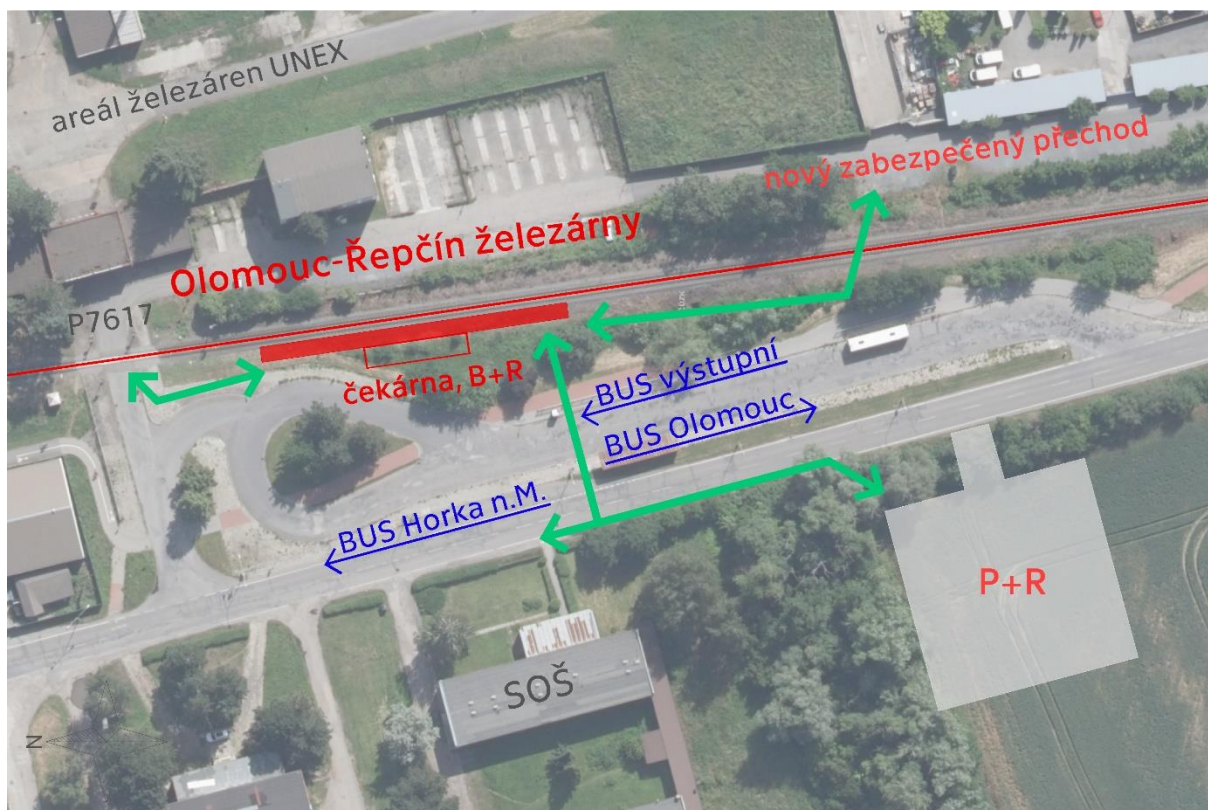 areál železáren UNEX
nový zabezpečený přechod
Olomouc-Řepčín železárny
P7617
čekárna, B+R
BUS výstupní
BUS Olomouc
BUS Horka n.M.
P+R
SOŠ
N